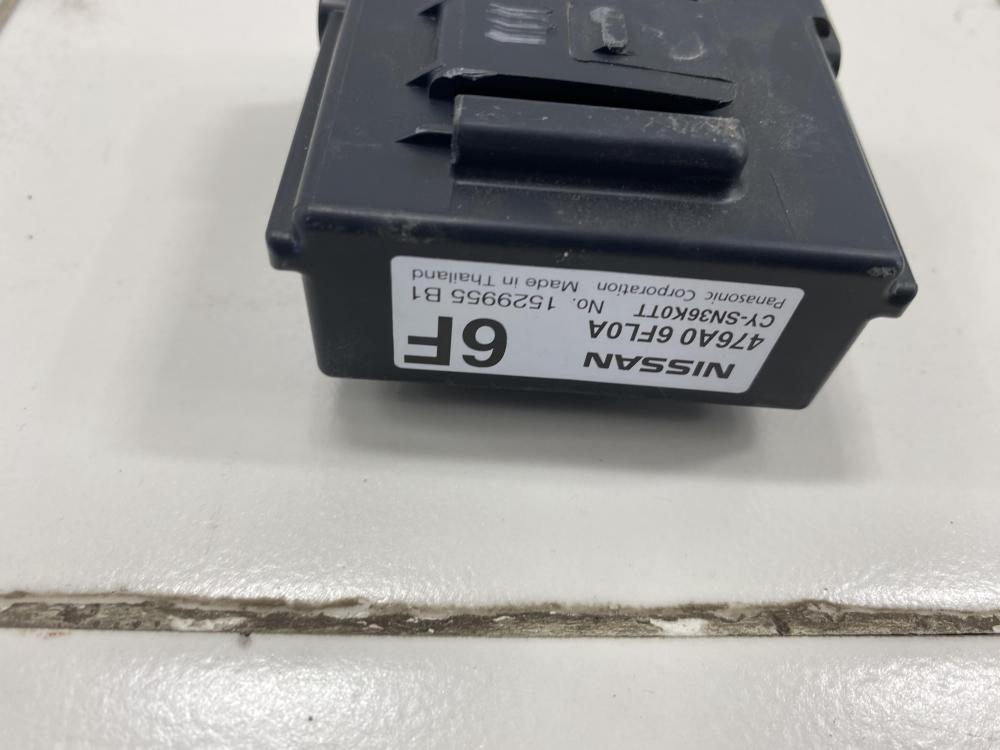 NISSAN
476A0 6FL0A
6F
CY-SN36K0TT No. 1529955 B1
Panasonic Corporation Made in Thailand